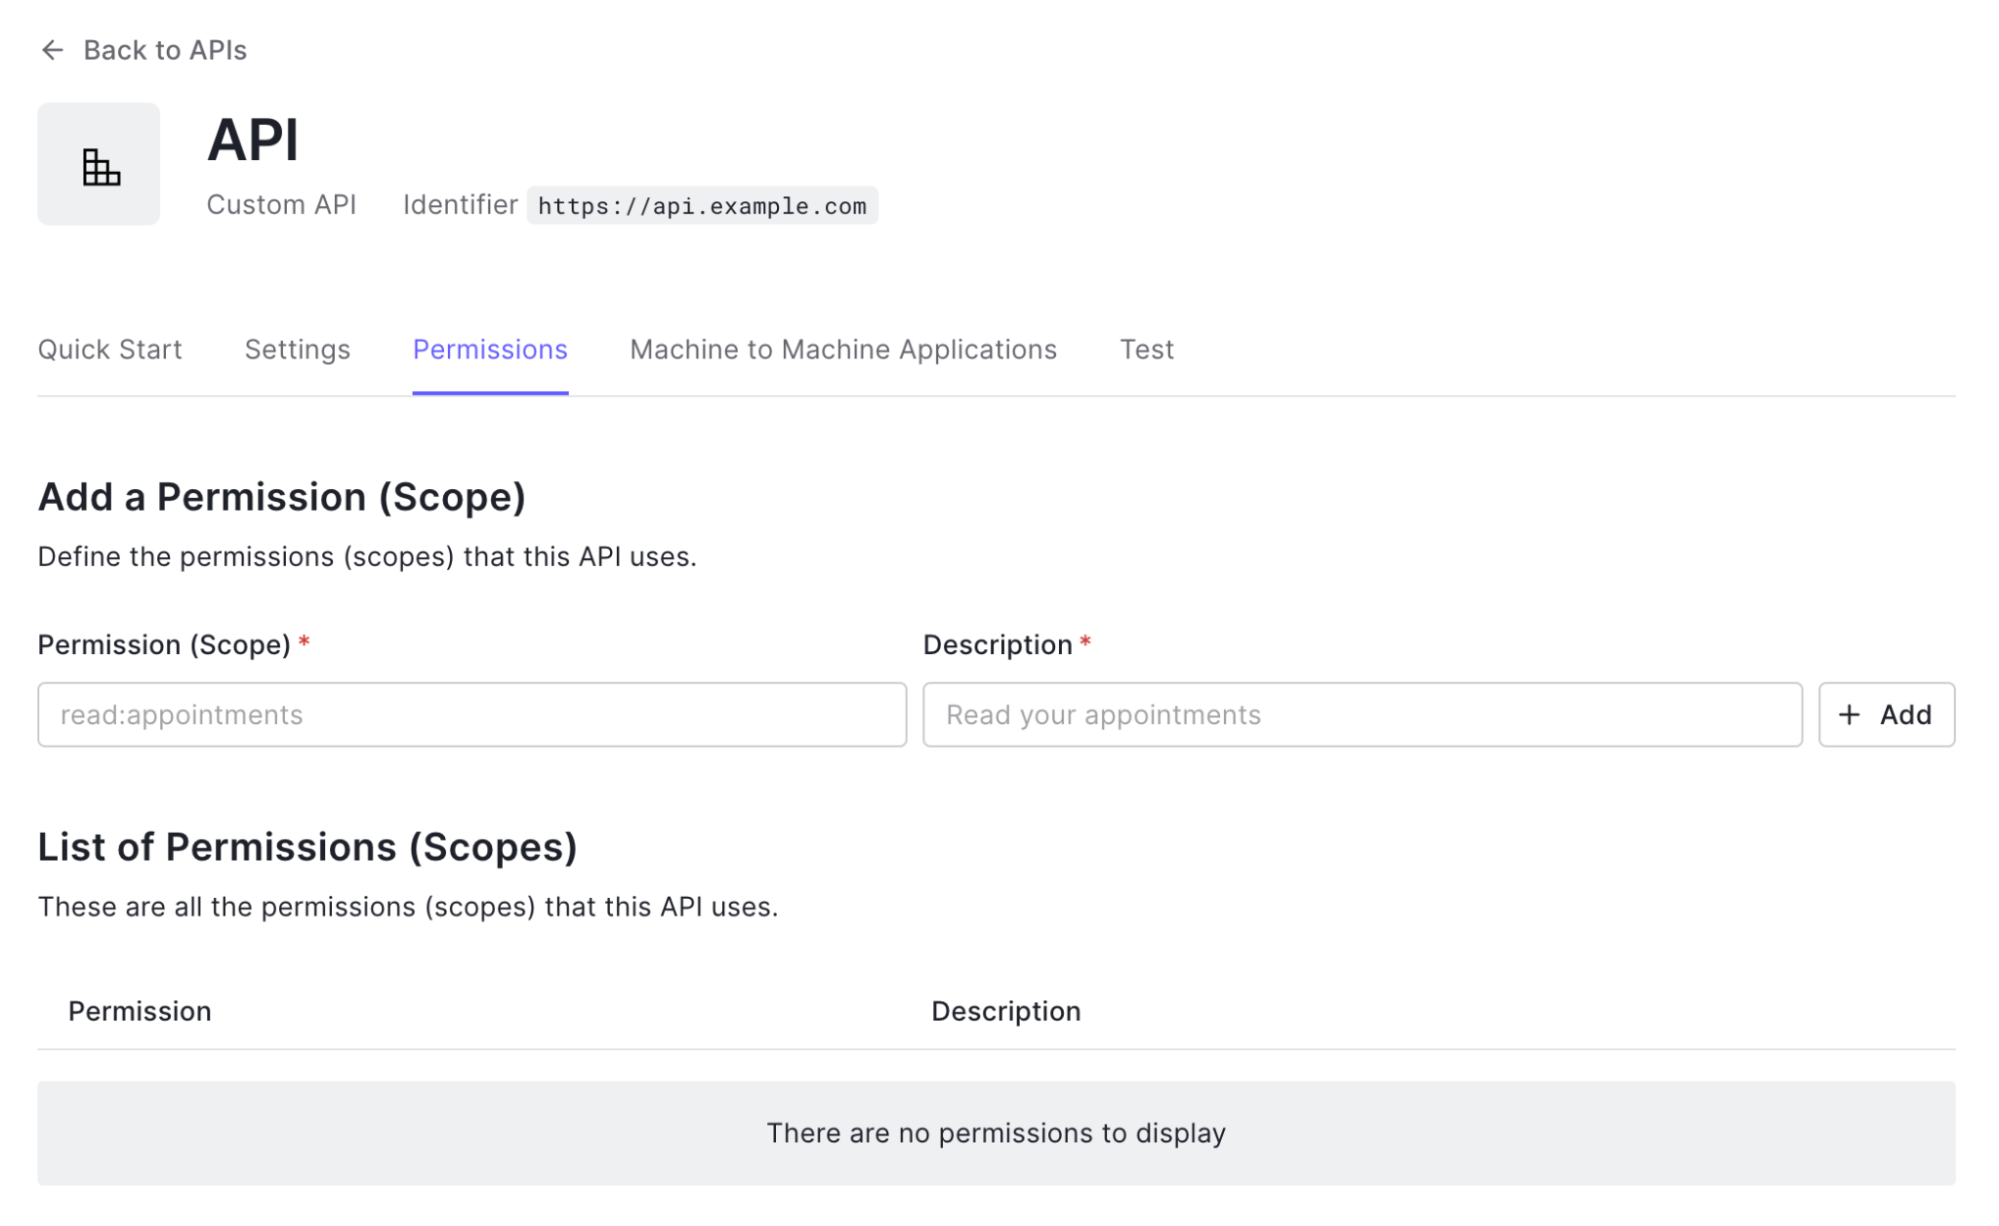 ← Back to APIs
API
Custom API Identifier https://api.example.com
Quick Start Settings Permissions Machine to Machine Applications Test
Add a Permission (Scope)
Define the permissions (scopes) that this API uses.
Permission (Scope) * Description *
read:appointments Read your appointments + Add
List of Permissions (Scopes)
These are all the permissions (scopes) that this API uses.
Permission Description
There are no permissions to display